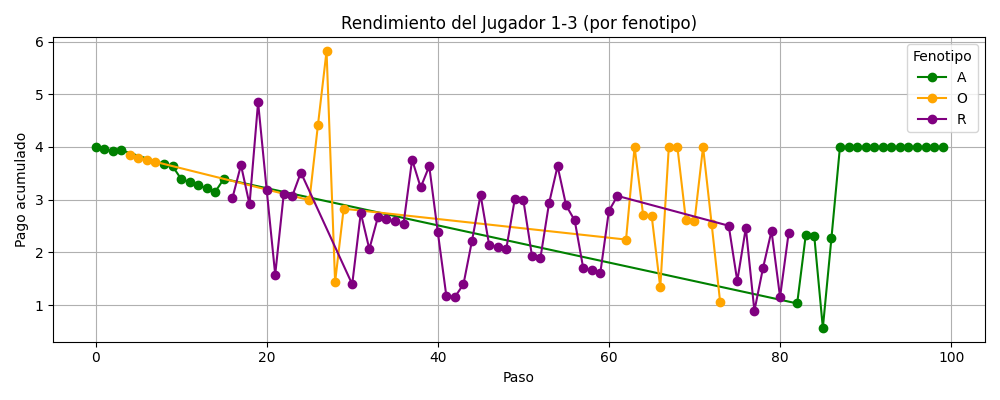 Rendimiento del Jugador 1-3 (por fenotipo)
Pago acumulado
6
5
4
3
2
1
Fenotipo
A
O
R
0 20 40 60 80 100
Paso